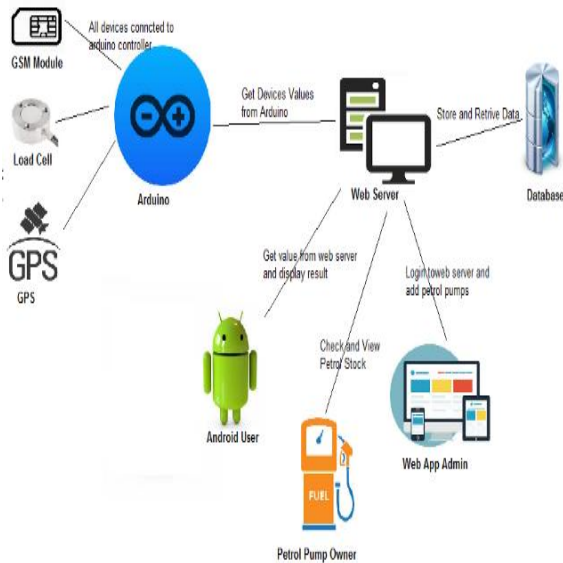 All devices conncted to
arduino controller
GSM Module
Load Cell
GPS
GPS
Arduino
Get Devices Values
from Arduino
Web Server
Store and Retrive Data
Database
Get value from web server
and display result
Login toweb server and
add petrol pumps
Check and View
Petrol Stock
Android User
FUEL
Web App Admin
Petrol Pump Owner